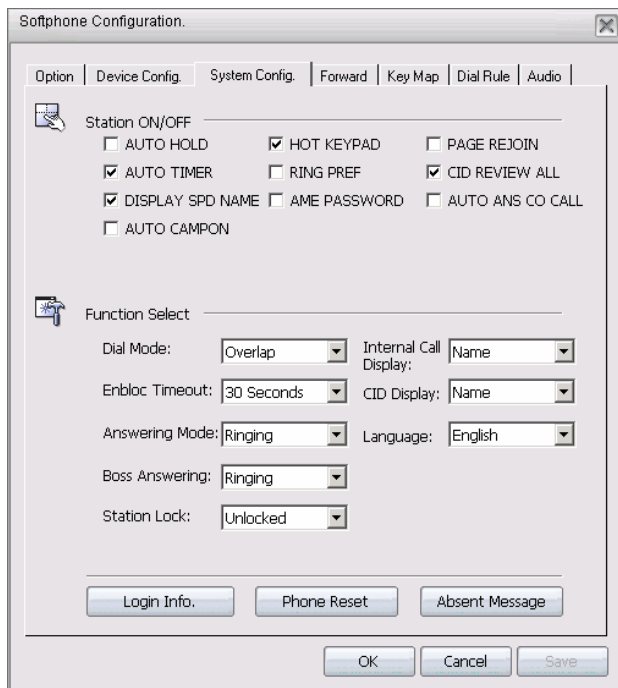 Softphone Configuration.
Option Device Config. System Config. Forward Key Map Dial Rule Audio
Station ON/OFF
AUTO HOLD HOT KEYPAD PAGE REJOIN
AUTO TIMER RING PREF CID REVIEW ALL
DISPLAY SPD NAME AME PASSWORD AUTO ANS CO CALL
AUTO CAMPON
Function Select
Dial Mode: Overlap Internal Call Display: Name
Enbloc Timeout: 30 Seconds CID Display: Name
Answering Mode: Ringing Language: English
Boss Answering: Ringing
Station Lock: Unlocked
Login Info. Phone Reset Absent Message
OK Cancel Save